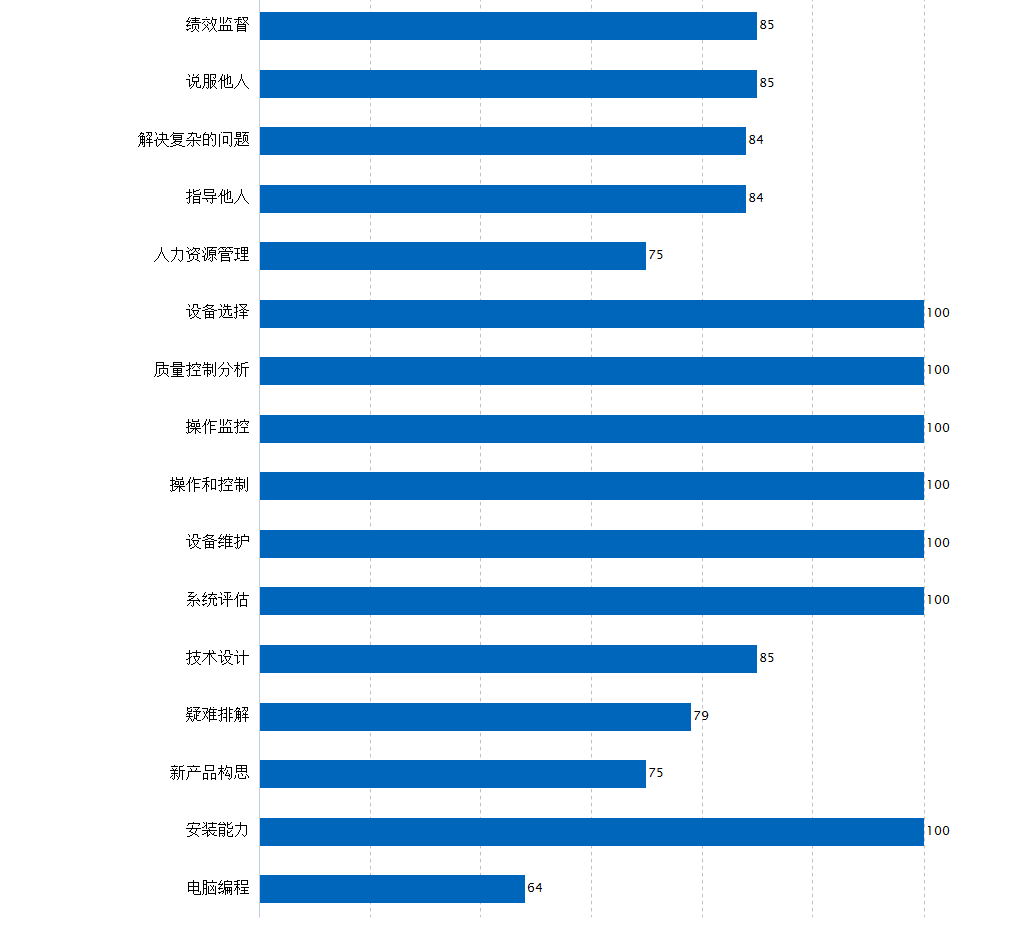 绩效监督 85
说服他人 85
解决复杂的问题 84
指导他人 84
人力资源管理 75
设备选择 100
质量控制分析 100
操作监控 100
操作和控制 100
设备维护 100
系统评估 100
技术设计 85
疑难排解 79
新产品构思 75
安装能力 100
电脑编程 64